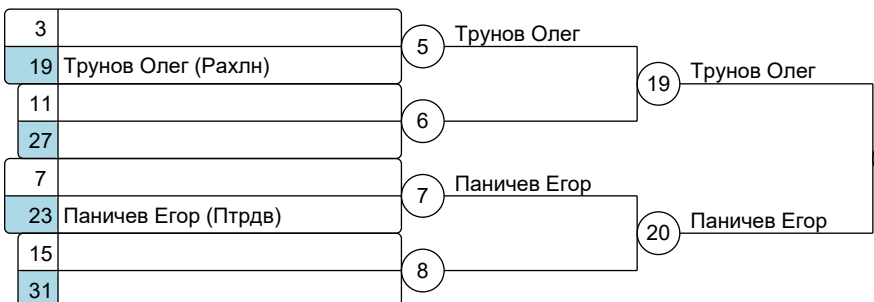 3
5
Трунов Олег
19 Трунов Олег (Рахлн)
19
Трунов Олег
11
6
27
7
7
Паничев Егор
23 Паничев Егор (Птрдв)
20
Паничев Егор
15
8
31